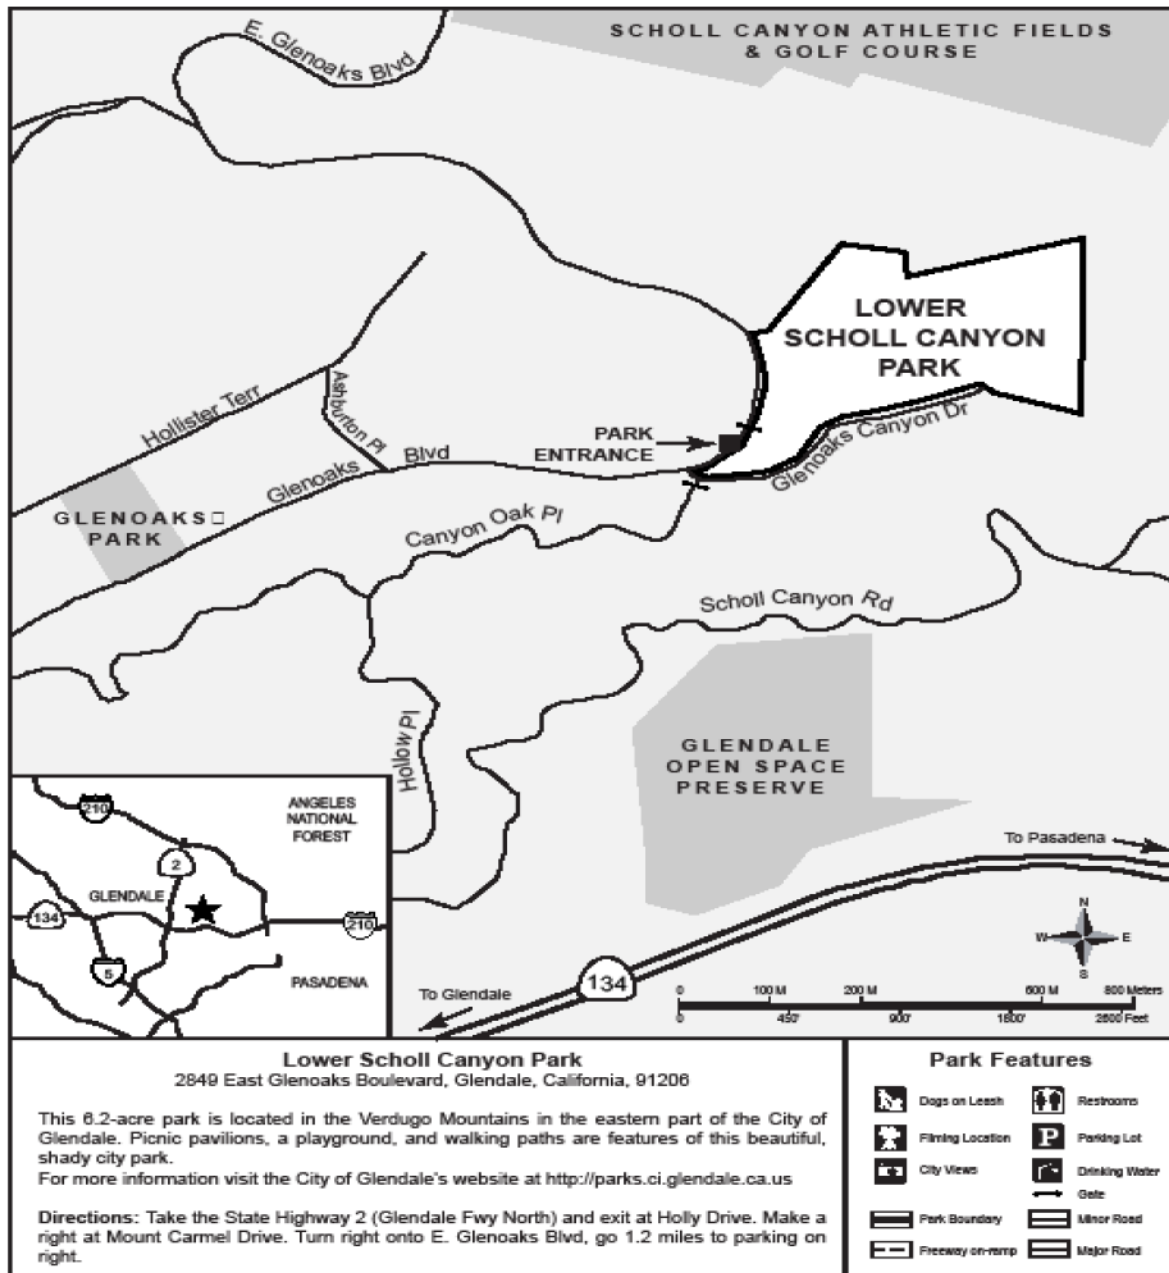 E. Glenoaks Blvd
SCHOLL CANYON ATHLETIC FIELDS
& GOLF COURSE
LOWER
SCHOLL CANYON
PARK
Hollister Terr
Ashburton Pl
PARK
ENTRANCE
Glenoaks Blvd
Glenoaks Canyon Dr
GLENOAKS□
PARK
Canyon Oak Pl
Scholl Canyon Rd
Hollow Pl
GLENDALE
OPEN SPACE
PRESERVE
To Pasadena
210
ANGELES
NATIONAL
FOREST
2
GLENDALE
134
210
5
PASADENA
N
W E
S
134
To Glendale
0 100 M 200 M 600 M 800 Meters
0 450' 900' 1800' 2600 Feet
Lower Scholl Canyon Park
2849 East Glenoaks Boulevard, Glendale, California, 91206
This 6.2-acre park is located in the Verdugo Mountains in the eastern part of the City of
Glendale. Picnic pavilions, a playground, and walking paths are features of this beautiful,
shady city park.
For more information visit the City of Glendale's website at http://parks.ci.glendale.ca.us
Directions: Take the State Highway 2 (Glendale Fwy North) and exit at Holly Drive. Make a
right at Mount Carmel Drive. Turn right onto E. Glenoaks Blvd, go 1.2 miles to parking on
right.
Park Features
Dogs on Leash
Restrooms
Filming Location
P Parking Lot
City Views
Drinking Water
Gate
Park Boundary
Minor Road
Freeway on-ramp
Major Road